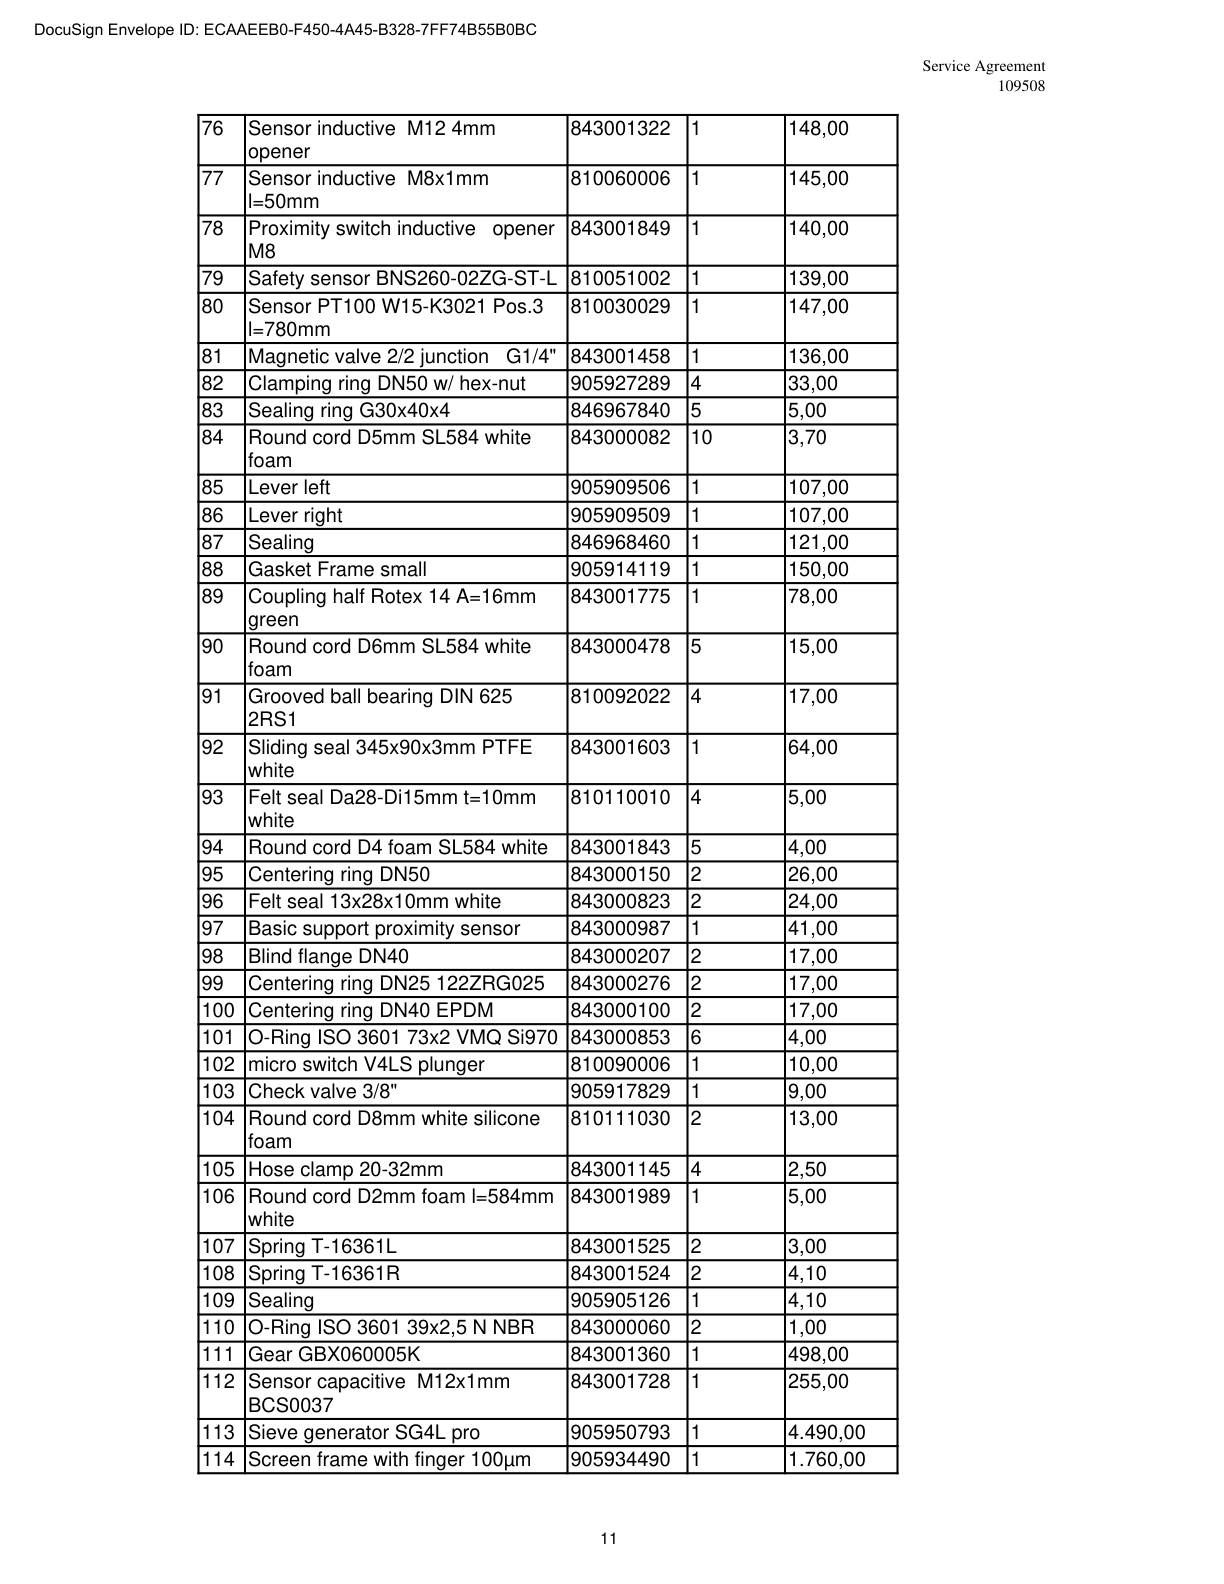 DocuSign Envelope ID: ECAAEEB0-F450-4A45-B328-7FF74B55B0BC
Service Agreement
109508
76 Sensor inductive  M12 4mm 843001322 1 148,00
opener
77 Sensor inductive  M8x1mm 810060006 1 145,00
l=50mm
78 Proximity switch inductive   opener 843001849 1 140,00
M8
79 Safety sensor BNS260-02ZG-ST-L 810051002 1 139,00
80 Sensor PT100 W15-K3021 Pos.3 810030029 1 147,00
l=780mm
81 Magnetic valve 2/2 junction   G1/4" 843001458 1 136,00
82 Clamping ring DN50 w/ hex-nut 905927289 4 33,00
83 Sealing ring G30x40x4 846967840 5 5,00
84 Round cord D5mm SL584 white 843000082 10 3,70
foam
85 Lever left 905909506 1 107,00
86 Lever right 905909509 1 107,00
87 Sealing 846968460 1 121,00
88 Gasket Frame small 905914119 1 150,00
89 Coupling half Rotex 14 A=16mm 843001775 1 78,00
green
90 Round cord D6mm SL584 white 843000478 5 15,00
foam
91 Grooved ball bearing DIN 625 810092022 4 17,00
2RS1
92 Sliding seal 345x90x3mm PTFE 843001603 1 64,00
white
93 Felt seal Da28-Di15mm t=10mm 810110010 4 5,00
white
94 Round cord D4 foam SL584 white 843001843 5 4,00
95 Centering ring DN50 843000150 2 26,00
96 Felt seal 13x28x10mm white 843000823 2 24,00
97 Basic support proximity sensor 843000987 1 41,00
98 Blind flange DN40 843000207 2 17,00
99 Centering ring DN25 122ZRG025 843000276 2 17,00
100 Centering ring DN40 EPDM 843000100 2 17,00
101 O-Ring ISO 3601 73x2 VMQ Si970 843000853 6 4,00
102 micro switch V4LS plunger 810090006 1 10,00
103 Check valve 3/8" 905917829 1 9,00
104 Round cord D8mm white silicone 810111030 2 13,00
foam
105 Hose clamp 20-32mm 843001145 4 2,50
106 Round cord D2mm foam l=584mm 843001989 1 5,00
white
107 Spring T-16361L 843001525 2 3,00
108 Spring T-16361R 843001524 2 4,10
109 Sealing 905905126 1 4,10
110 O-Ring ISO 3601 39x2,5 N NBR 843000060 2 1,00
111 Gear GBX060005K 843001360 1 498,00
112 Sensor capacitive  M12x1mm 843001728 1 255,00
BCS0037
113 Sieve generator SG4L pro 905950793 1 4.490,00
114 Screen frame with finger 100µm 905934490 1 1.760,00
11